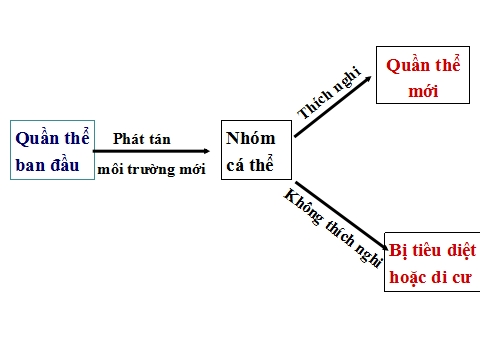 Quần thể
ban đầu
Phát tán
môi trường mới
Nhóm
cá thể
Thích nghi
Quần thể
mới
Không thích nghi
Bị tiêu diệt
hoặc di cư